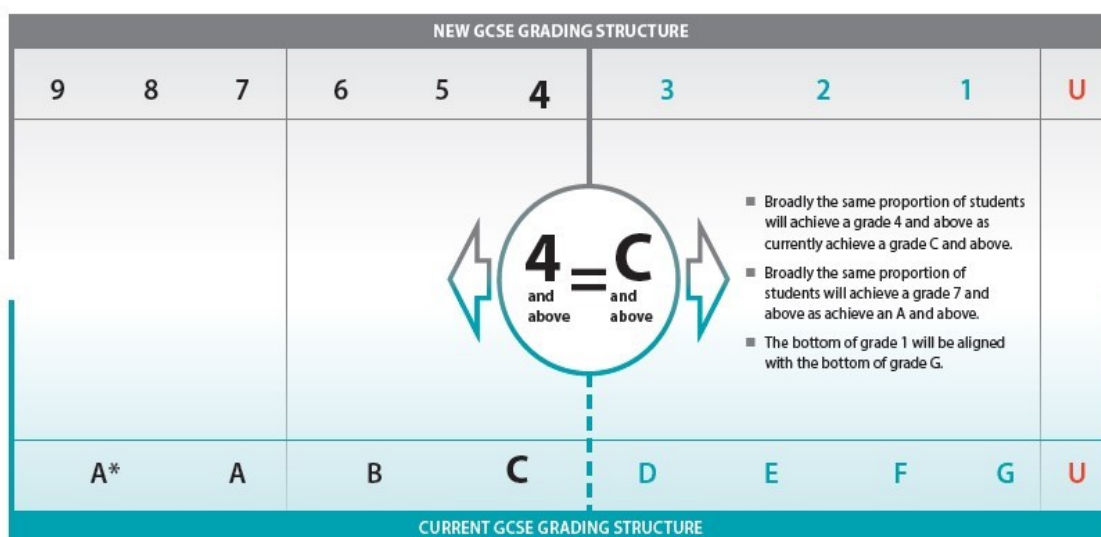 NEW GCSE GRADING STRUCTURE
9 8 7 6 5 4 3 2 1 U
■ Broadly the same proportion of students
will achieve a grade 4 and above as
currently achieve a grade C and above.
4 = C
and and
above above
■ Broadly the same proportion of
students will achieve a grade 7 and
above as achieve an A and above.
■ The bottom of grade 1 will be aligned
with the bottom of grade G.
A* A B C D E F G U
CURRENT GCSE GRADING STRUCTURE